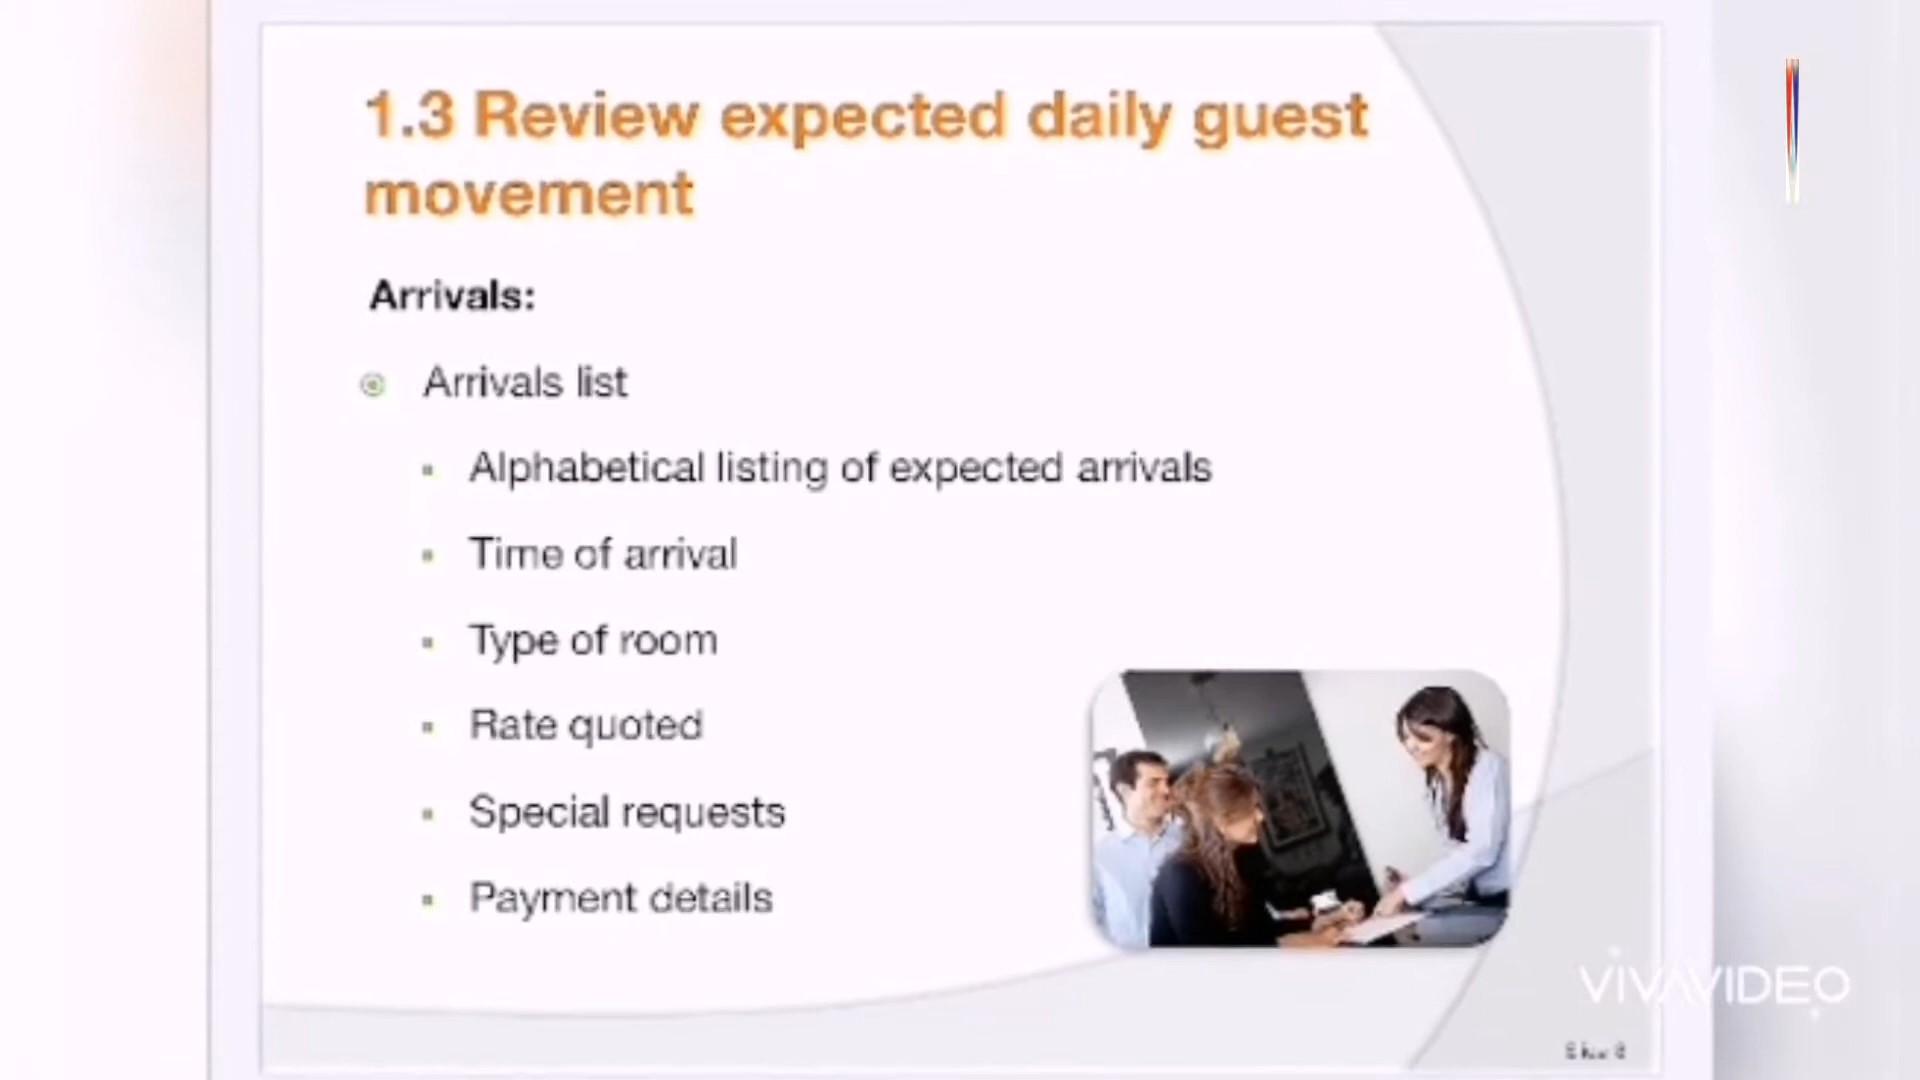 1.3 Review expected daily guest
movement
Arrivals:
Arrivals list
Alphabetical listing of expected arrivals
Time of arrival
Type of room
Rate quoted
Special requests
Payment details
VIVAVIDEO